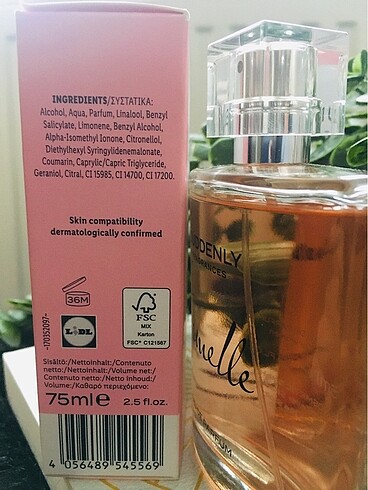 INGREDIENTS/ΣΥΣΤΑΤΙΚΑ:
Alcohol, Aqua, Parfum, Linalool, Benzyl
Salicylate, Limonene, Benzyl Alcohol,
Alpha-Isomethyl Ionone, Citronellol,
Diethylhexyl Syringylidenemalonate,
Coumarin, Caprylic/Capric Triglyceride,
Geraniol, Citral, CI 15985, CI 14700, CI 17200.
Skin compatibility
dermatologically confirmed
36M
FSC
MIX
Karton
FSC® C121567
LIDL
-70352097-
Sisältö:/Nettoinhalt:/Contenuto
netto:/Nettoinhalt:/Volume net:/
Contenuto netto:/Netto inhoud:/
Volume:/Καθαρό περιεχόμενο:
75ml e 2.5 fl.oz.
4 056489 545569
DDENLY
GRANCES
uelle
PARFUM